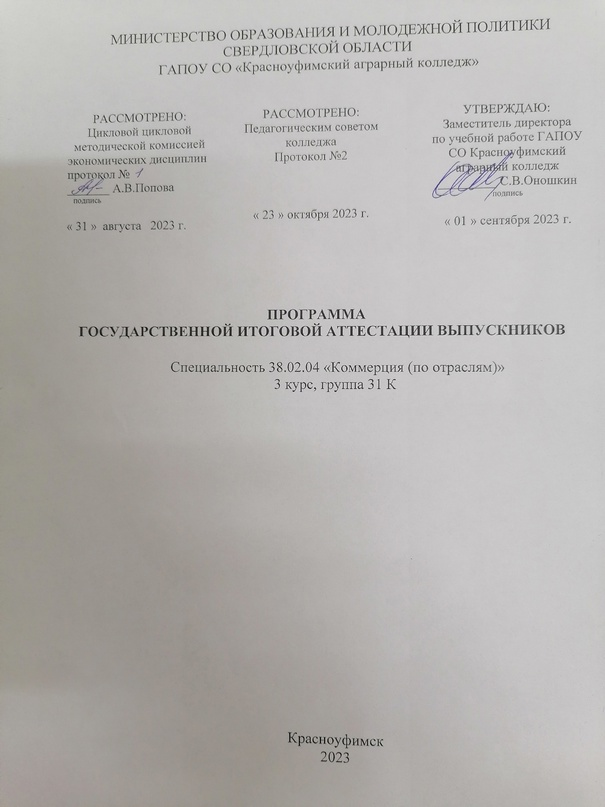 МИНИСТЕРСТВО ОБРАЗОВАНИЯ И МОЛОДЕЖНОЙ ПОЛИТИКИ
СВЕРДЛОВСКОЙ ОБЛАСТИ
ГАПОУ СО «Красноуфимский аграрный колледж»
РАССМОТРЕНО:
Цикловой цикловой
методической комиссией
экономических дисциплин
протокол № 1
А.В.Попова
подпись
« 31 » августа 2023 г.
РАССМОТРЕНО:
Педагогическим советом
колледжа
Протокол №2
« 23 » октября 2023 г.
УТВЕРЖДАЮ:
Заместитель директора
по учебной работе ГАПОУ
СО Красноуфимский
аграрный колледж
С.В.Оношкин
подпись
« 01 » сентября 2023 г.
ПРОГРАММА
ГОСУДАРСТВЕННОЙ ИТОГОВОЙ АТТЕСТАЦИИ ВЫПУСКНИКОВ
Специальность 38.02.04 «Коммерция (по отраслям)»
3 курс, группа 31 К
Красноуфимск
2023